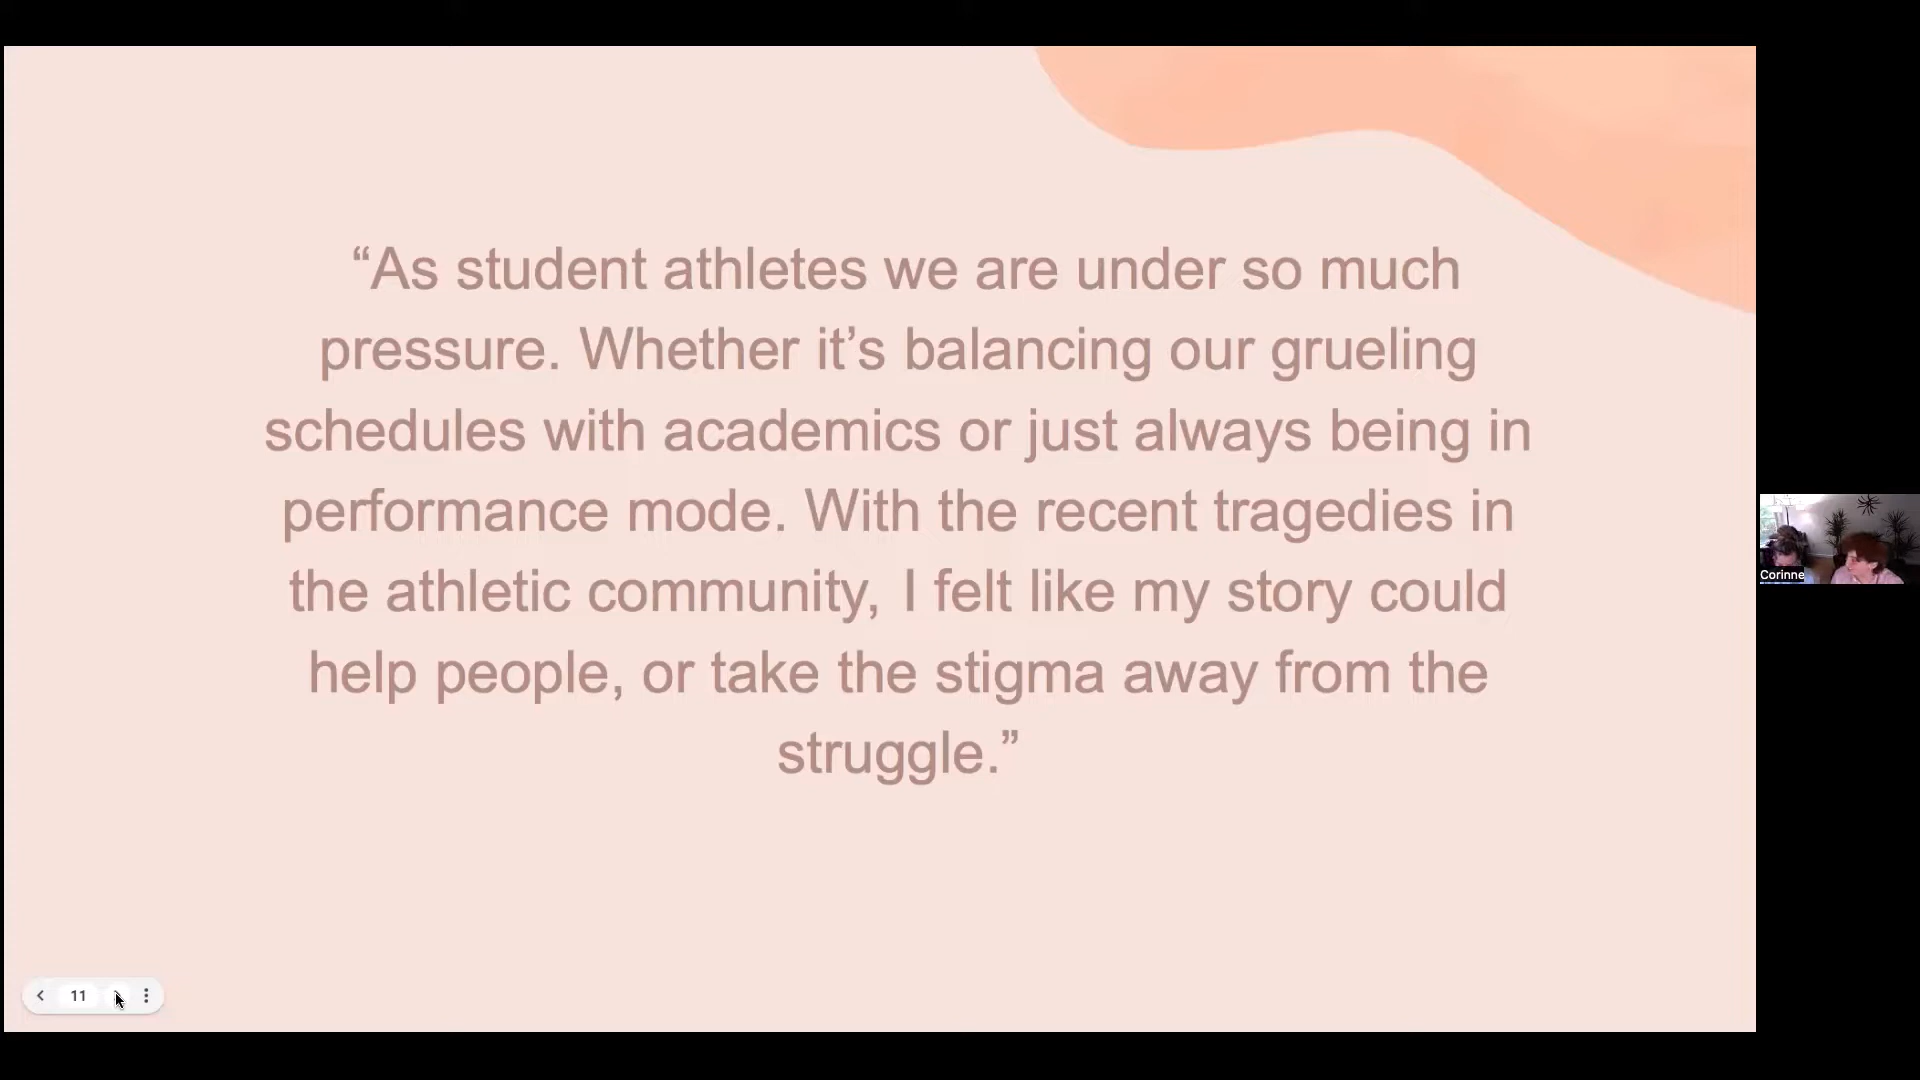 “As student athletes we are under so much
pressure. Whether it’s balancing our grueling
schedules with academics or just always being in
performance mode. With the recent tragedies in
the athletic community, I felt like my story could
help people, or take the stigma away from the
struggle.”
Corinne
11